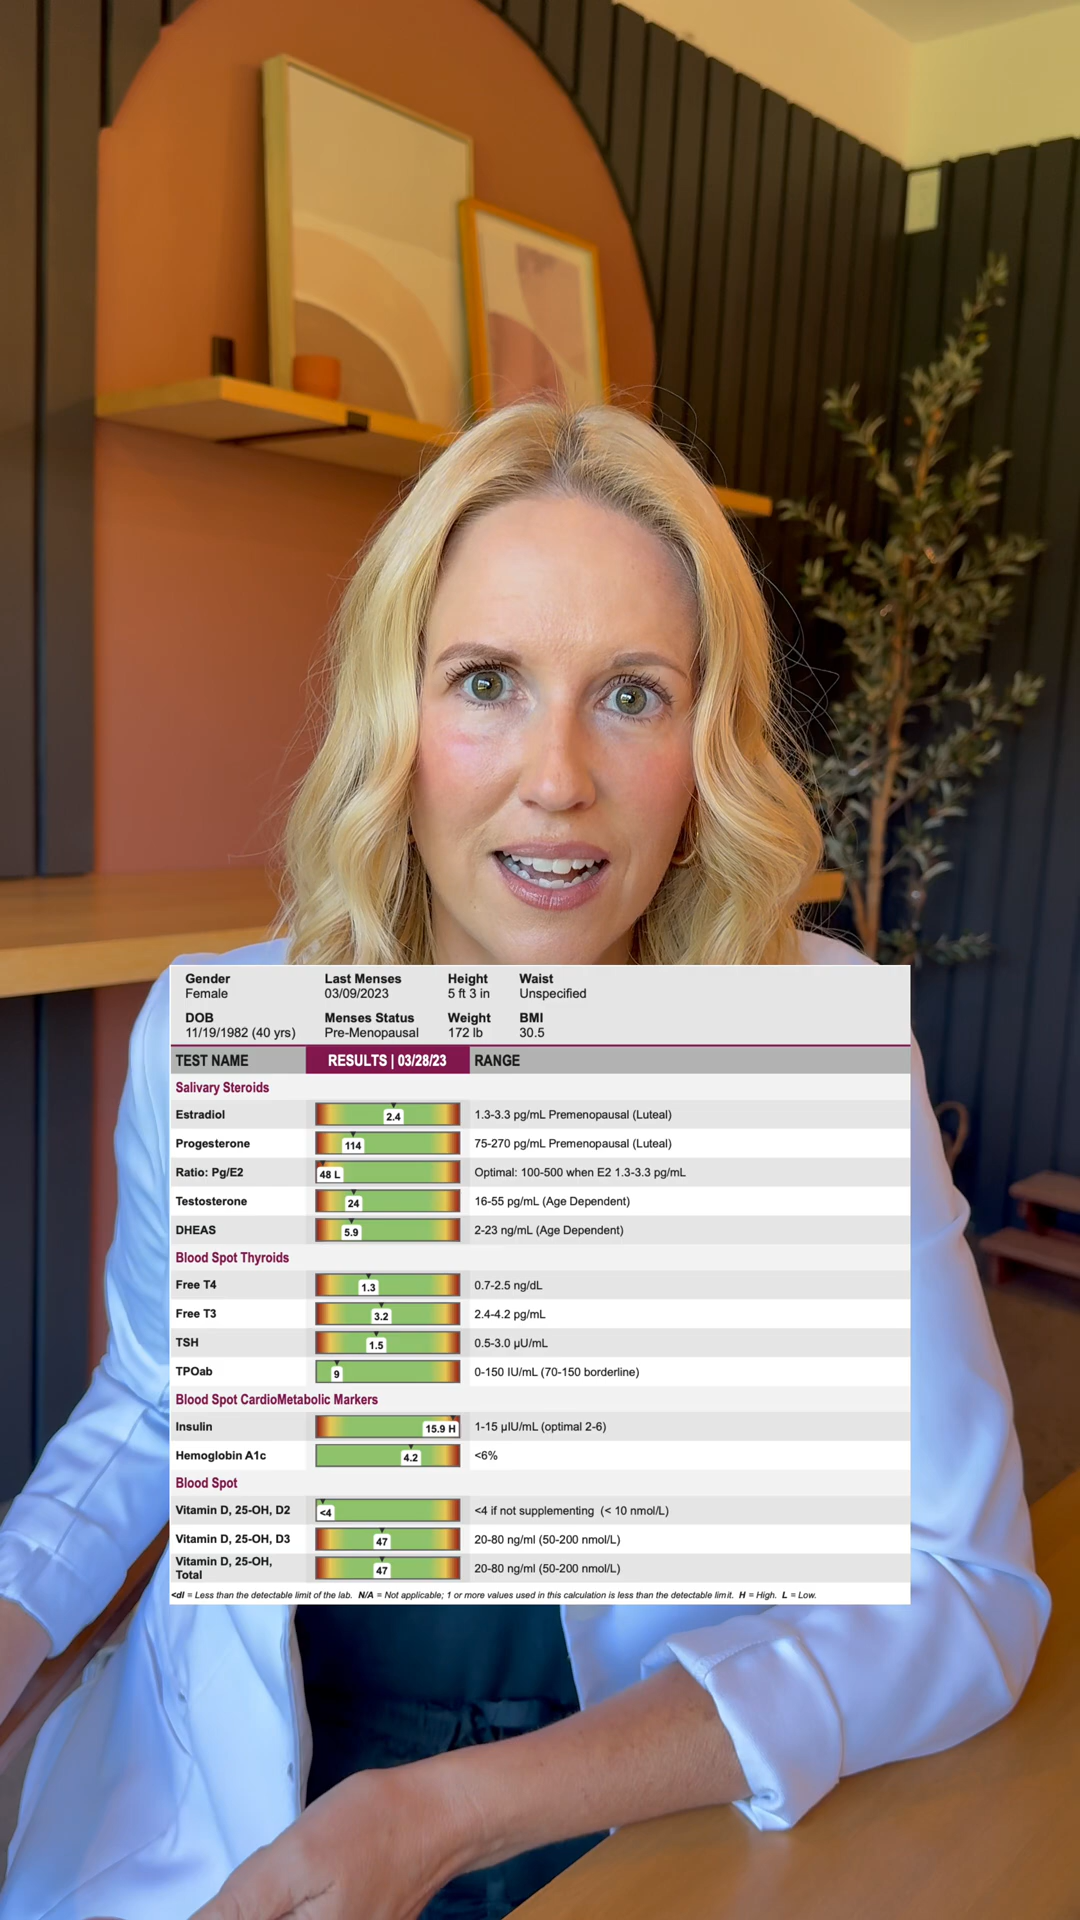 Gender Last Menses Height Waist
Female 03/09/2023 5 ft 3 in Unspecified
DOB Menses Status Weight BMI
11/19/1982 (40 yrs) Pre-Menopausal 172 lb 30.5
TEST NAME RESULTS | 03/28/23 RANGE
Salivary Steroids
Estradiol 2.4 1.3-3.3 pg/mL Premenopausal (Luteal)
Progesterone 114 75-270 pg/mL Premenopausal (Luteal)
Ratio: Pg/E2 48 L Optimal: 100-500 when E2 1.3-3.3 pg/mL
Testosterone 24 16-55 pg/mL (Age Dependent)
DHEAS 5.9 2-23 ng/mL (Age Dependent)
Blood Spot Thyroids
Free T4 1.3 0.7-2.5 ng/dL
Free T3 3.2 2.4-4.2 pg/mL
TSH 1.5 0.5-3.0 µU/mL
TPOab 9 0-150 IU/mL (70-150 borderline)
Blood Spot CardioMetabolic Markers
Insulin 15.9 H 1-15 µIU/mL (optimal 2-6)
Hemoglobin A1c 4.2 <6%
Blood Spot
Vitamin D, 25-OH, D2 <4 <4 if not supplementing (< 10 nmol/L)
Vitamin D, 25-OH, D3 47 20-80 ng/ml (50-200 nmol/L)
Vitamin D, 25-OH, Total 47 20-80 ng/ml (50-200 nmol/L)
<dl = Less than the detectable limit of the lab. N/A = Not applicable; 1 or more values used in this calculation is less than the detectable limit. H = High. L = Low.